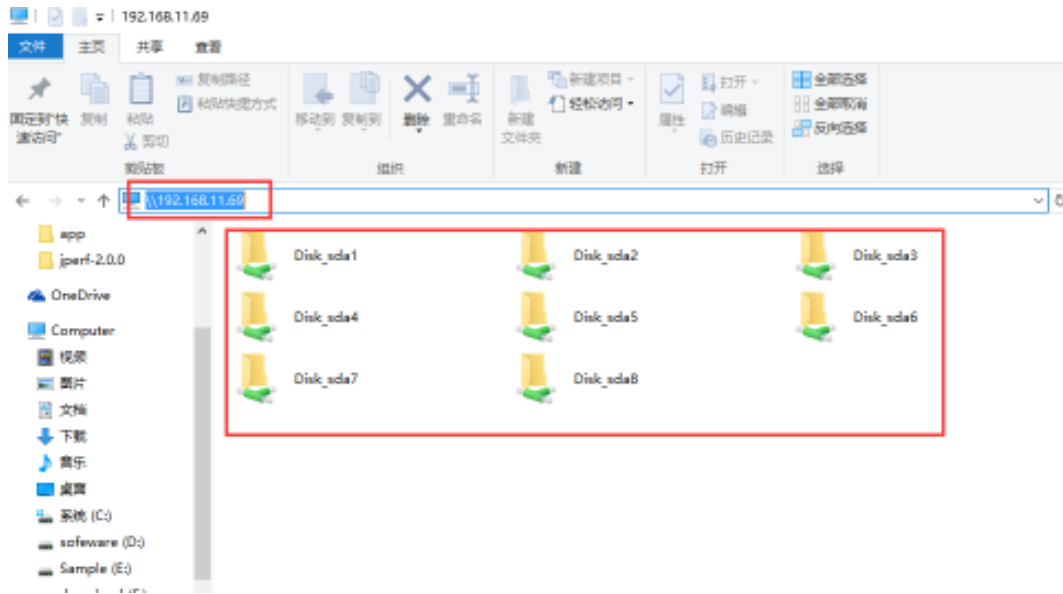 192.168.11.69
文件 主页 共享 查看
固定到"快速访问"
复制
粘贴
复制路径
粘贴快捷方式
剪切
移动到 复制到 删除 重命名
新建文件夹
新建项目
轻松访问
属性
打开
编辑
历史记录
全部选择
全部取消
反向选择
剪贴板 组织 新建 打开 选择
\\192.168.11.69
app
jperf-2.0.0
OneDrive
Computer
视频
图片
文档
下载
音乐
桌面
系统 (C:)
sofeware (D:)
Sample (E:)
Disk_sda1 Disk_sda2 Disk_sda3
Disk_sda4 Disk_sda5 Disk_sda6
Disk_sda7 Disk_sda8